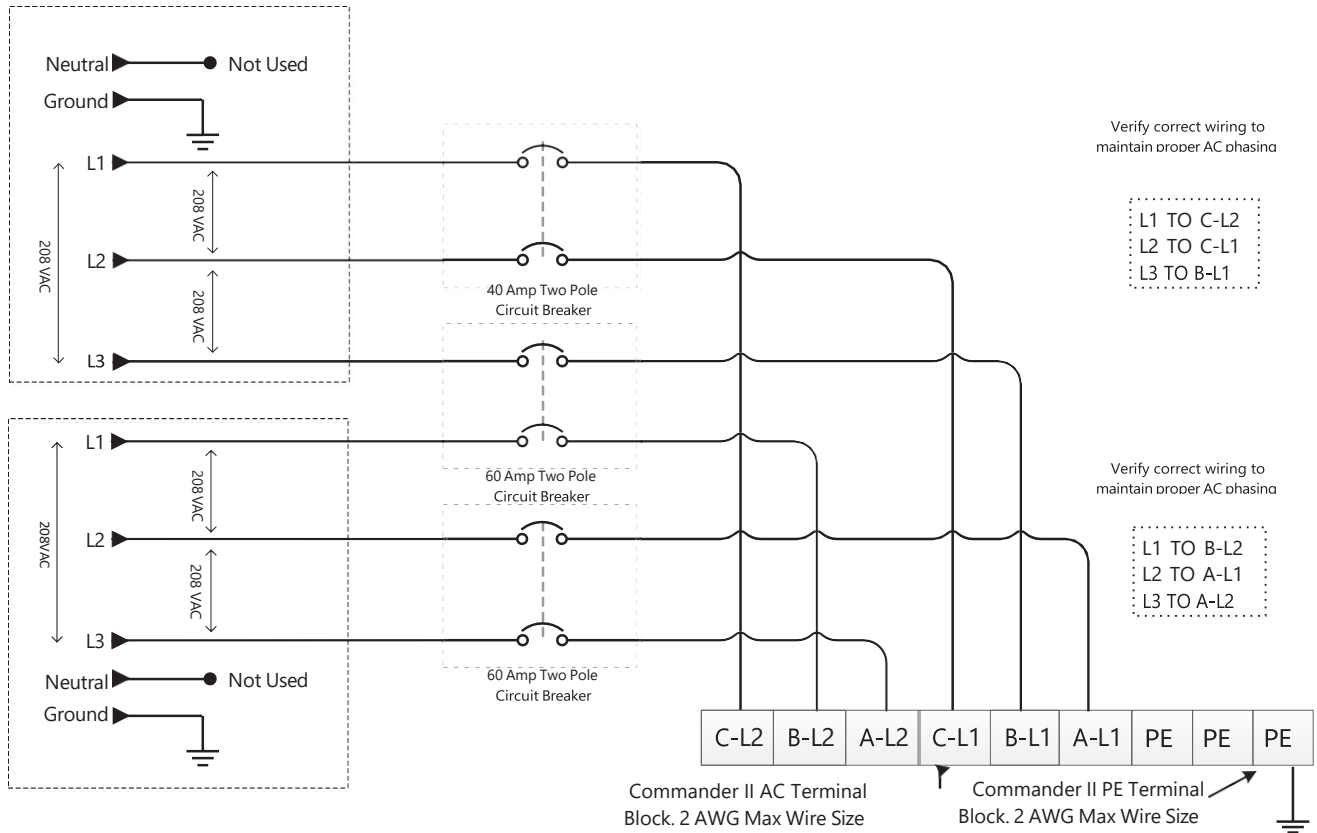 Neutral
Not Used
Ground
L1
208 VAC
208 VAC
L2
208 VAC
L3
40 Amp Two Pole
Circuit Breaker
Verify correct wiring to
maintain proper AC phasing
L1 TO C-L2
L2 TO C-L1
L3 TO B-L1
L1
208 VAC
208VAC
L2
208 VAC
L3
Neutral
Not Used
Ground
60 Amp Two Pole
Circuit Breaker
60 Amp Two Pole
Circuit Breaker
Verify correct wiring to
maintain proper AC phasing
L1 TO B-L2
L2 TO A-L1
L3 TO A-L2
C-L2 B-L2 A-L2 C-L1 B-L1 A-L1 PE PE PE
Commander II AC Terminal
Block. 2 AWG Max Wire Size
Commander II PE Terminal
Block. 2 AWG Max Wire Size